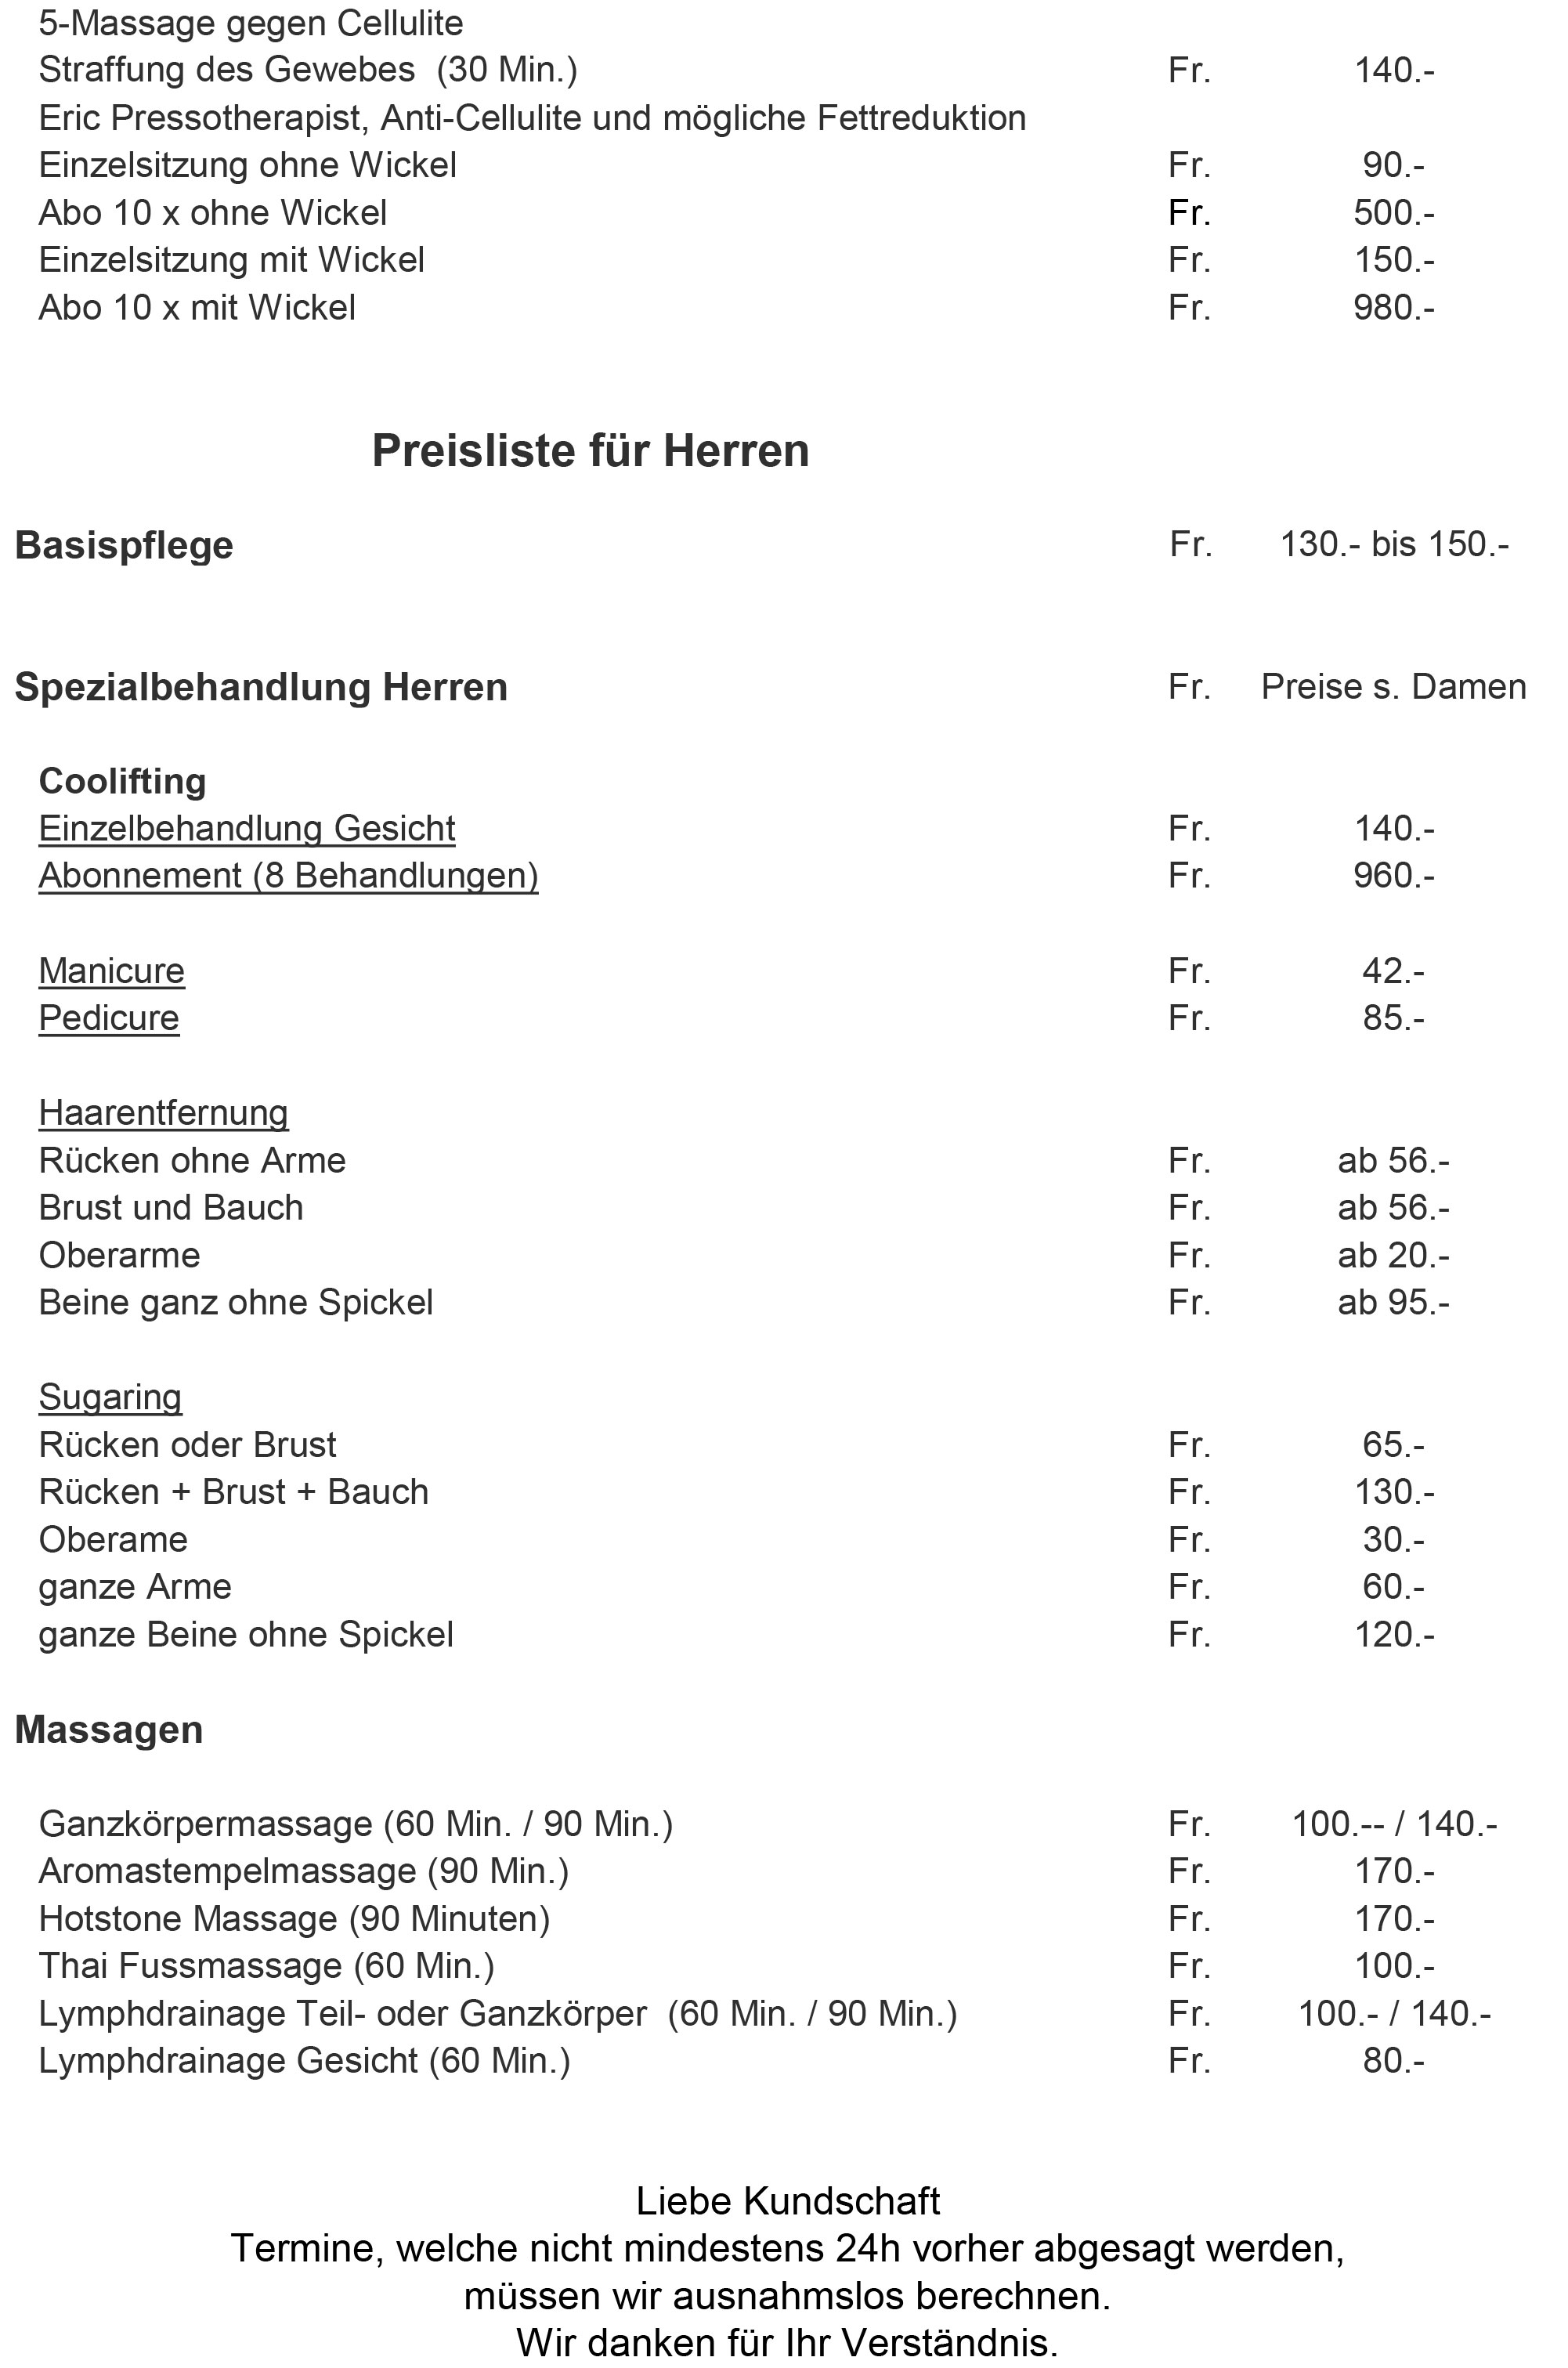 5-Massage gegen Cellulite
Straffung des Gewebes  (30 Min.) Fr. 140.-
Eric Pressotherapist, Anti-Cellulite und mögliche Fettreduktion
Einzelsitzung ohne Wickel Fr. 90.-
Abo 10 x ohne Wickel Fr. 500.-
Einzelsitzung mit Wickel Fr. 150.-
Abo 10 x mit Wickel Fr. 980.-
Preisliste für Herren
Basispflege Fr. 130.- bis 150.-
Spezialbehandlung Herren Fr. Preise s. Damen
Coolifting
Einzelbehandlung Gesicht Fr. 140.-
Abonnement (8 Behandlungen) Fr. 960.-
Manicure Fr. 42.-
Pedicure Fr. 85.-
Haarentfernung
Rücken ohne Arme Fr. ab 56.-
Brust und Bauch Fr. ab 56.-
Oberarme Fr. ab 20.-
Beine ganz ohne Spickel Fr. ab 95.-
Sugaring
Rücken oder Brust Fr. 65.-
Rücken + Brust + Bauch Fr. 130.-
Oberame Fr. 30.-
ganze Arme Fr. 60.-
ganze Beine ohne Spickel Fr. 120.-
Massagen
Ganzkörpermassage (60 Min. / 90 Min.) Fr. 100.-- / 140.-
Aromastempelmassage (90 Min.) Fr. 170.-
Hotstone Massage (90 Minuten) Fr. 170.-
Thai Fussmassage (60 Min.) Fr. 100.-
Lymphdrainage Teil- oder Ganzkörper  (60 Min. / 90 Min.) Fr. 100.- / 140.-
Lymphdrainage Gesicht (60 Min.) Fr. 80.-
Liebe Kundschaft
Termine, welche nicht mindestens 24h vorher abgesagt werden,
müssen wir ausnahmslos berechnen.
Wir danken für Ihr Verständnis.